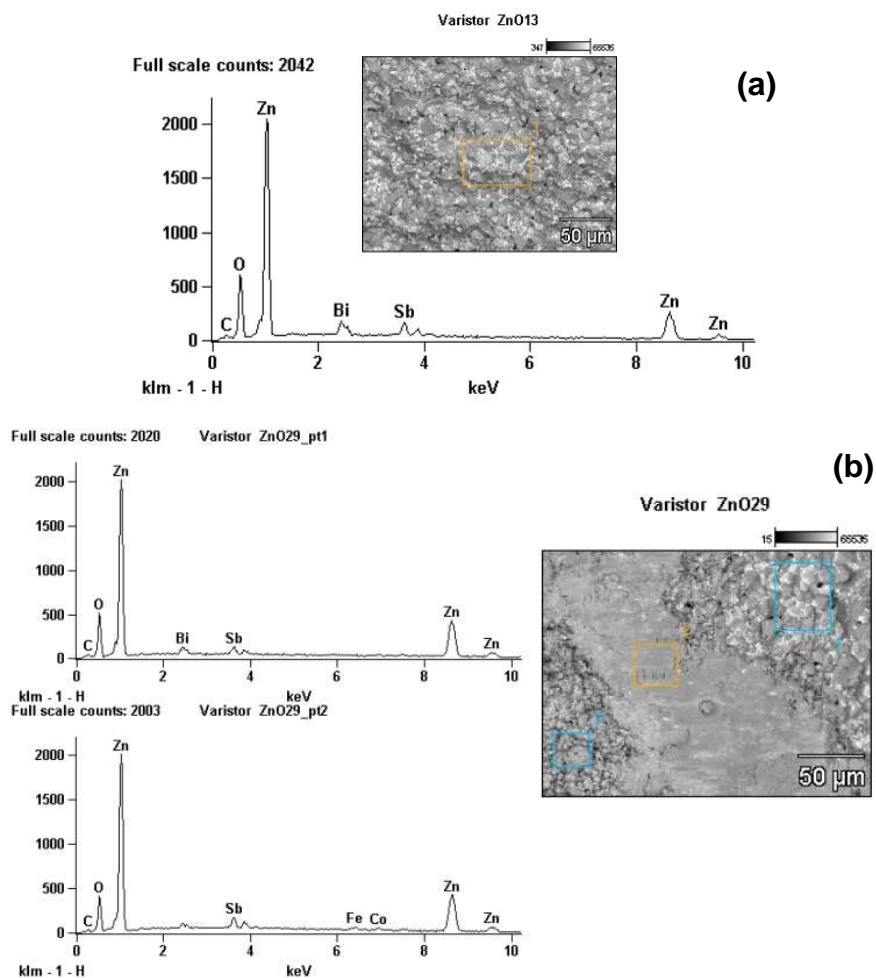 Varistor ZnO13
347 65535
Full scale counts: 2042
(a)
Zn
2000
1500
1000
O
500
Bi
Sb
Zn
C
Zn
0
50 µm
0 2 4 6 8 10
klm - 1 - H keV
Full scale counts: 2020 Varistor ZnO29_pt1
Zn
2000
1500
1000
O
500
Zn
C
Bi
Sb
Zn
0
0 2 4 6 8 10
klm - 1 - H keV
(b)
Varistor ZnO29
15 65535
50 µm
Full scale counts: 2003 Varistor ZnO29_pt2
Zn
2000
1500
1000
O
500
Zn
C
Sb
Fe Co
Zn
0
0 2 4 6 8 10
klm - 1 - H keV